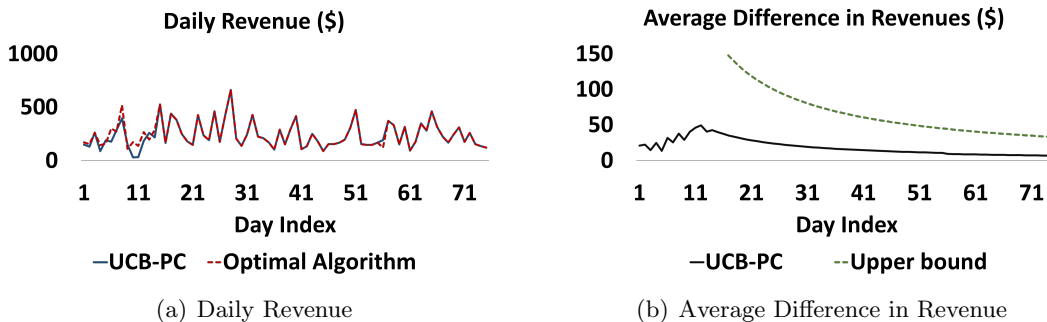 Daily Revenue ($)
1000
500
0
1 11 21 31 41 51 61 71
Day Index
UCB-PC Optimal Algorithm
(a) Daily Revenue
Average Difference in Revenues ($)
150
100
50
0
1 11 21 31 41 51 61 71
Day Index
UCB-PC Upper bound
(b) Average Difference in Revenue